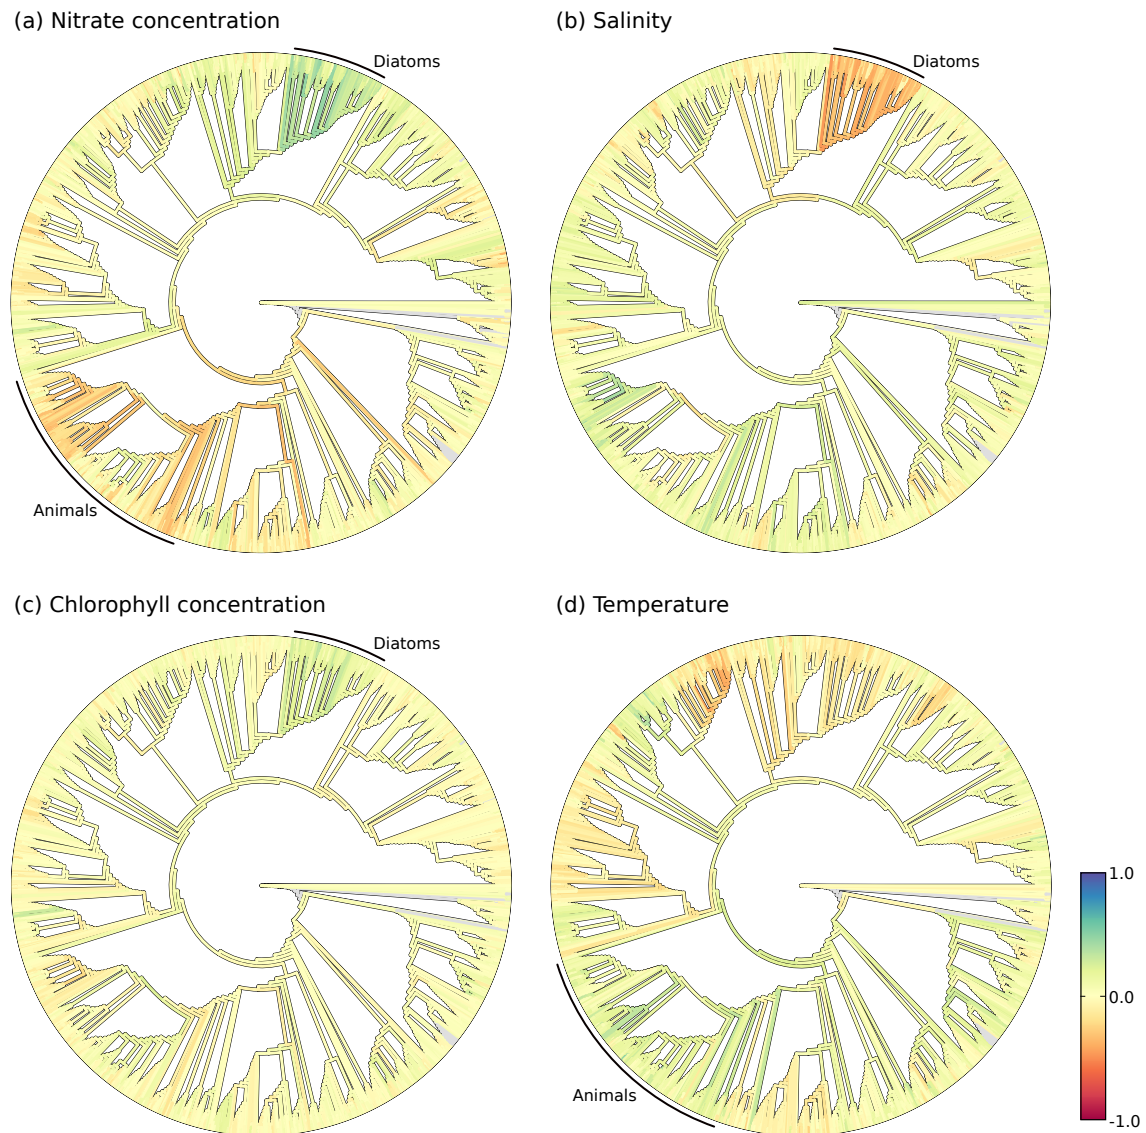 (a) Nitrate concentration
(b) Salinity
Diatoms
Diatoms
Animals
(c) Chlorophyll concentration
(d) Temperature
Diatoms
Animals
1.0
0.0
-1.0